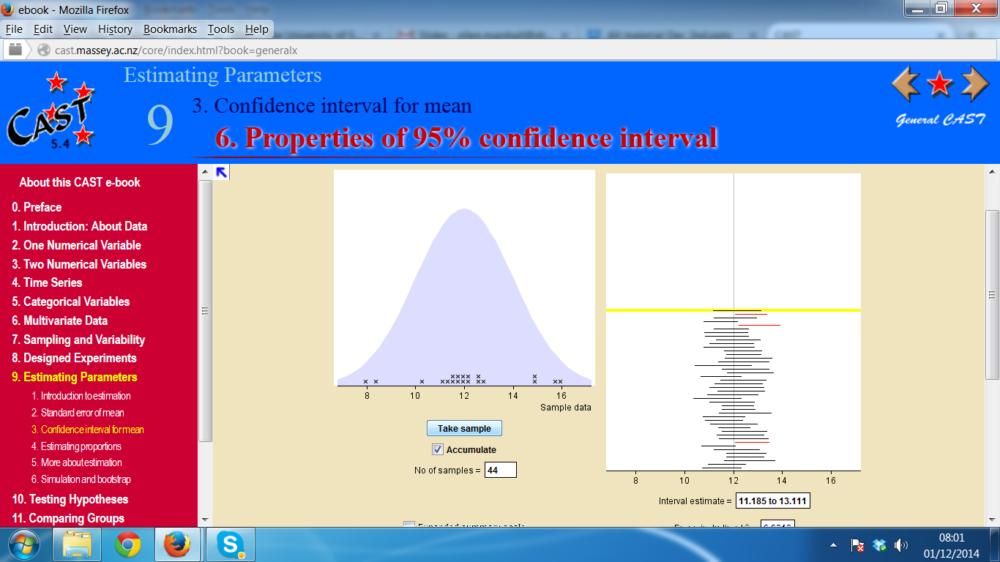 ebook - Mozilla Firefox
File Edit View History Bookmarks Tools Help
cast.massey.ac.nz/core/index.html?book=generalx
CAST
5.4
Estimating Parameters
9
3. Confidence interval for mean
6. Properties of 95% confidence interval
General CAST
About this CAST e-book
0. Preface
1. Introduction: About Data
2. One Numerical Variable
3. Two Numerical Variables
4. Time Series
5. Categorical Variables
6. Multivariate Data
7. Sampling and Variability
8. Designed Experiments
9. Estimating Parameters
1. Introduction to estimation
2. Standard error of mean
3. Confidence interval for mean
4. Estimating proportions
5. More about estimation
6. Simulation and bootstrap
10. Testing Hypotheses
11. Comparing Groups
8 10 12 14 16
Sample data
Take sample
Accumulate
No of samples = 44
8 10 12 14 16
Interval estimate = 11.185 to 13.111
08:01
01/12/2014